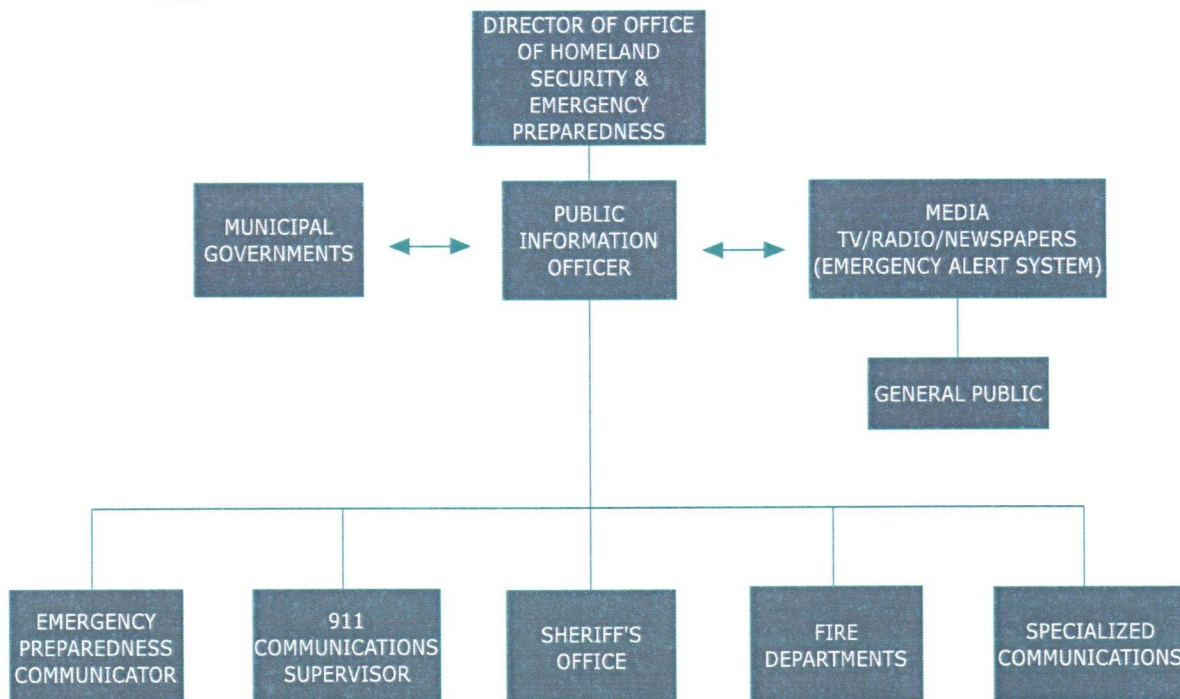 DIRECTOR OF OFFICE
OF HOMELAND
SECURITY &
EMERGENCY
PREPAREDNESS
MUNICIPAL
GOVERNMENTS
PUBLIC
INFORMATION
OFFICER
MEDIA
TV/RADIO/NEWSPAPERS
(EMERGENCY ALERT SYSTEM)
GENERAL PUBLIC
EMERGENCY
PREPAREDNESS
COMMUNICATOR
911
COMMUNICATIONS
SUPERVISOR
SHERIFF'S
OFFICE
FIRE
DEPARTMENTS
SPECIALIZED
COMMUNICATIONS